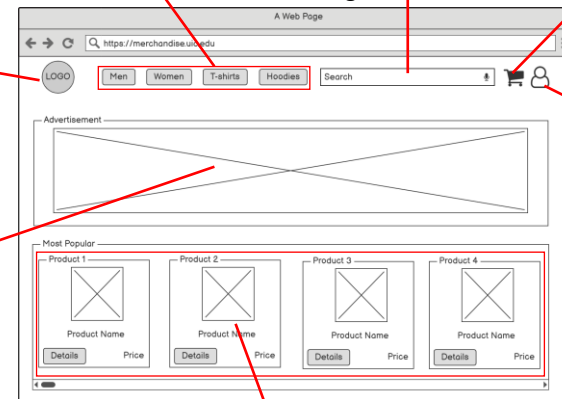 A Web Page
https://merchandise.uic.edu
LOGO
Men Women T-shirts Hoodies Search
Advertisement
Most Popular
Product 1 Product 2 Product 3 Product 4
Product Name Product Name Product Name Product Name
Details Price Details Price Details Price Details Price